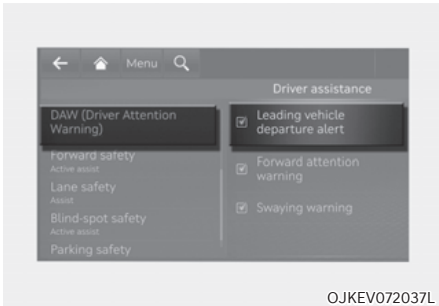 Menu
Driver assistance
DAW (Driver Attention
Warning)
Forward safety
Active assist
Lane safety
Assist
Blind-spot safety
Active assist
Parking safety
Leading vehicle
departure alert
Forward attention
warning
Swaying warning
OJKEV072037L